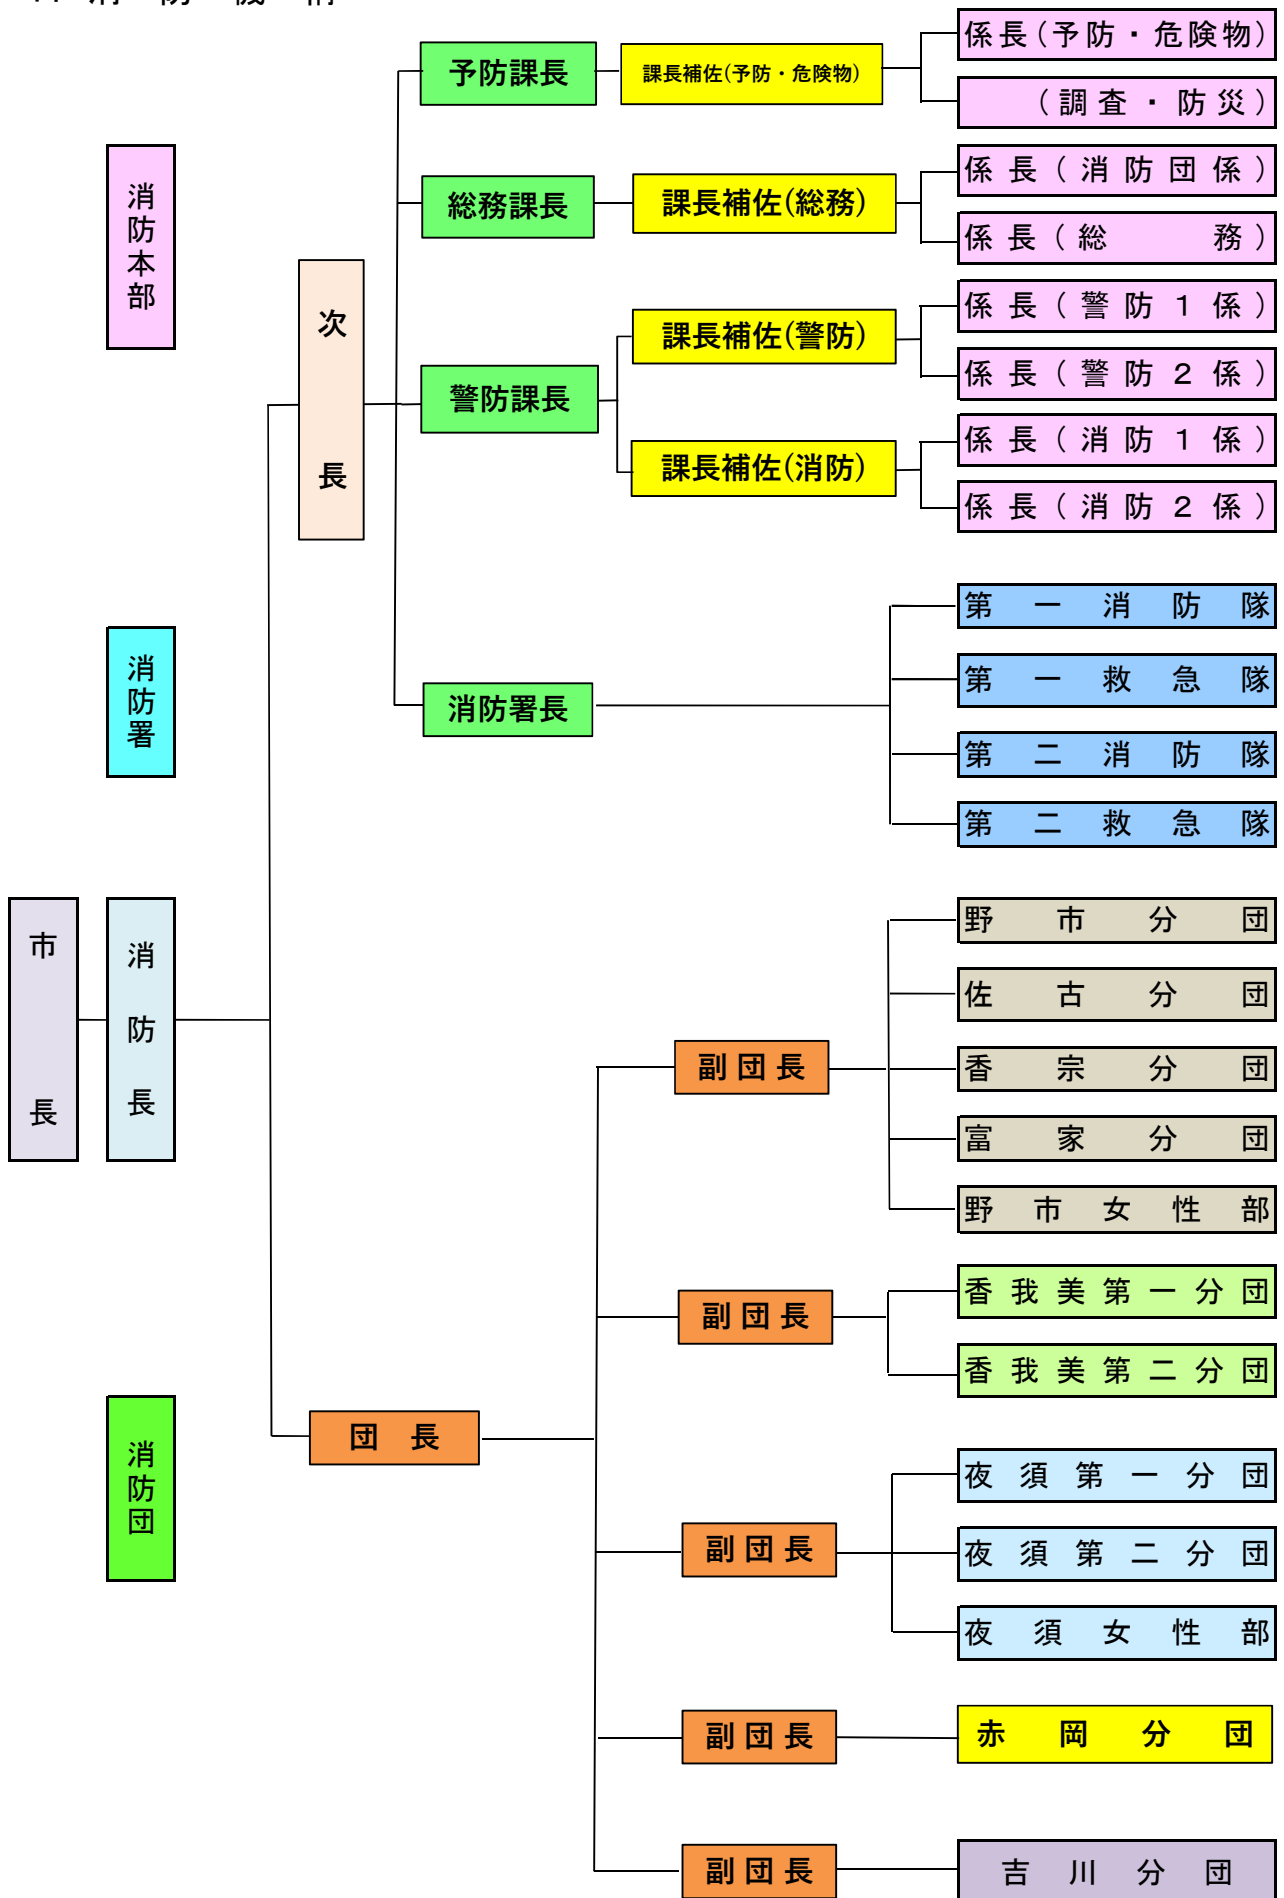 消防機構
係長(予防・危険物)
予防課長
課長補佐(予防・危険物)
(調査・防災)
消防本部
係長(消防団係)
総務課長
課長補佐(総務)
係長(総務)
次長
係長(警防1係)
課長補佐(警防)
係長(警防2係)
警防課長
係長(消防1係)
課長補佐(消防)
係長(消防2係)
第一消防隊
消防署
第一救急隊
消防署長
第二消防隊
第二救急隊
市長
消防長
野市分団
佐古分団
副団長
香宗分団
富家分団
野市女性部
香我美第一分団
副団長
香我美第二分団
消防団
団長
夜須第一分団
副団長
夜須第二分団
夜須女性部
副団長
赤岡分団
副団長
吉川分団